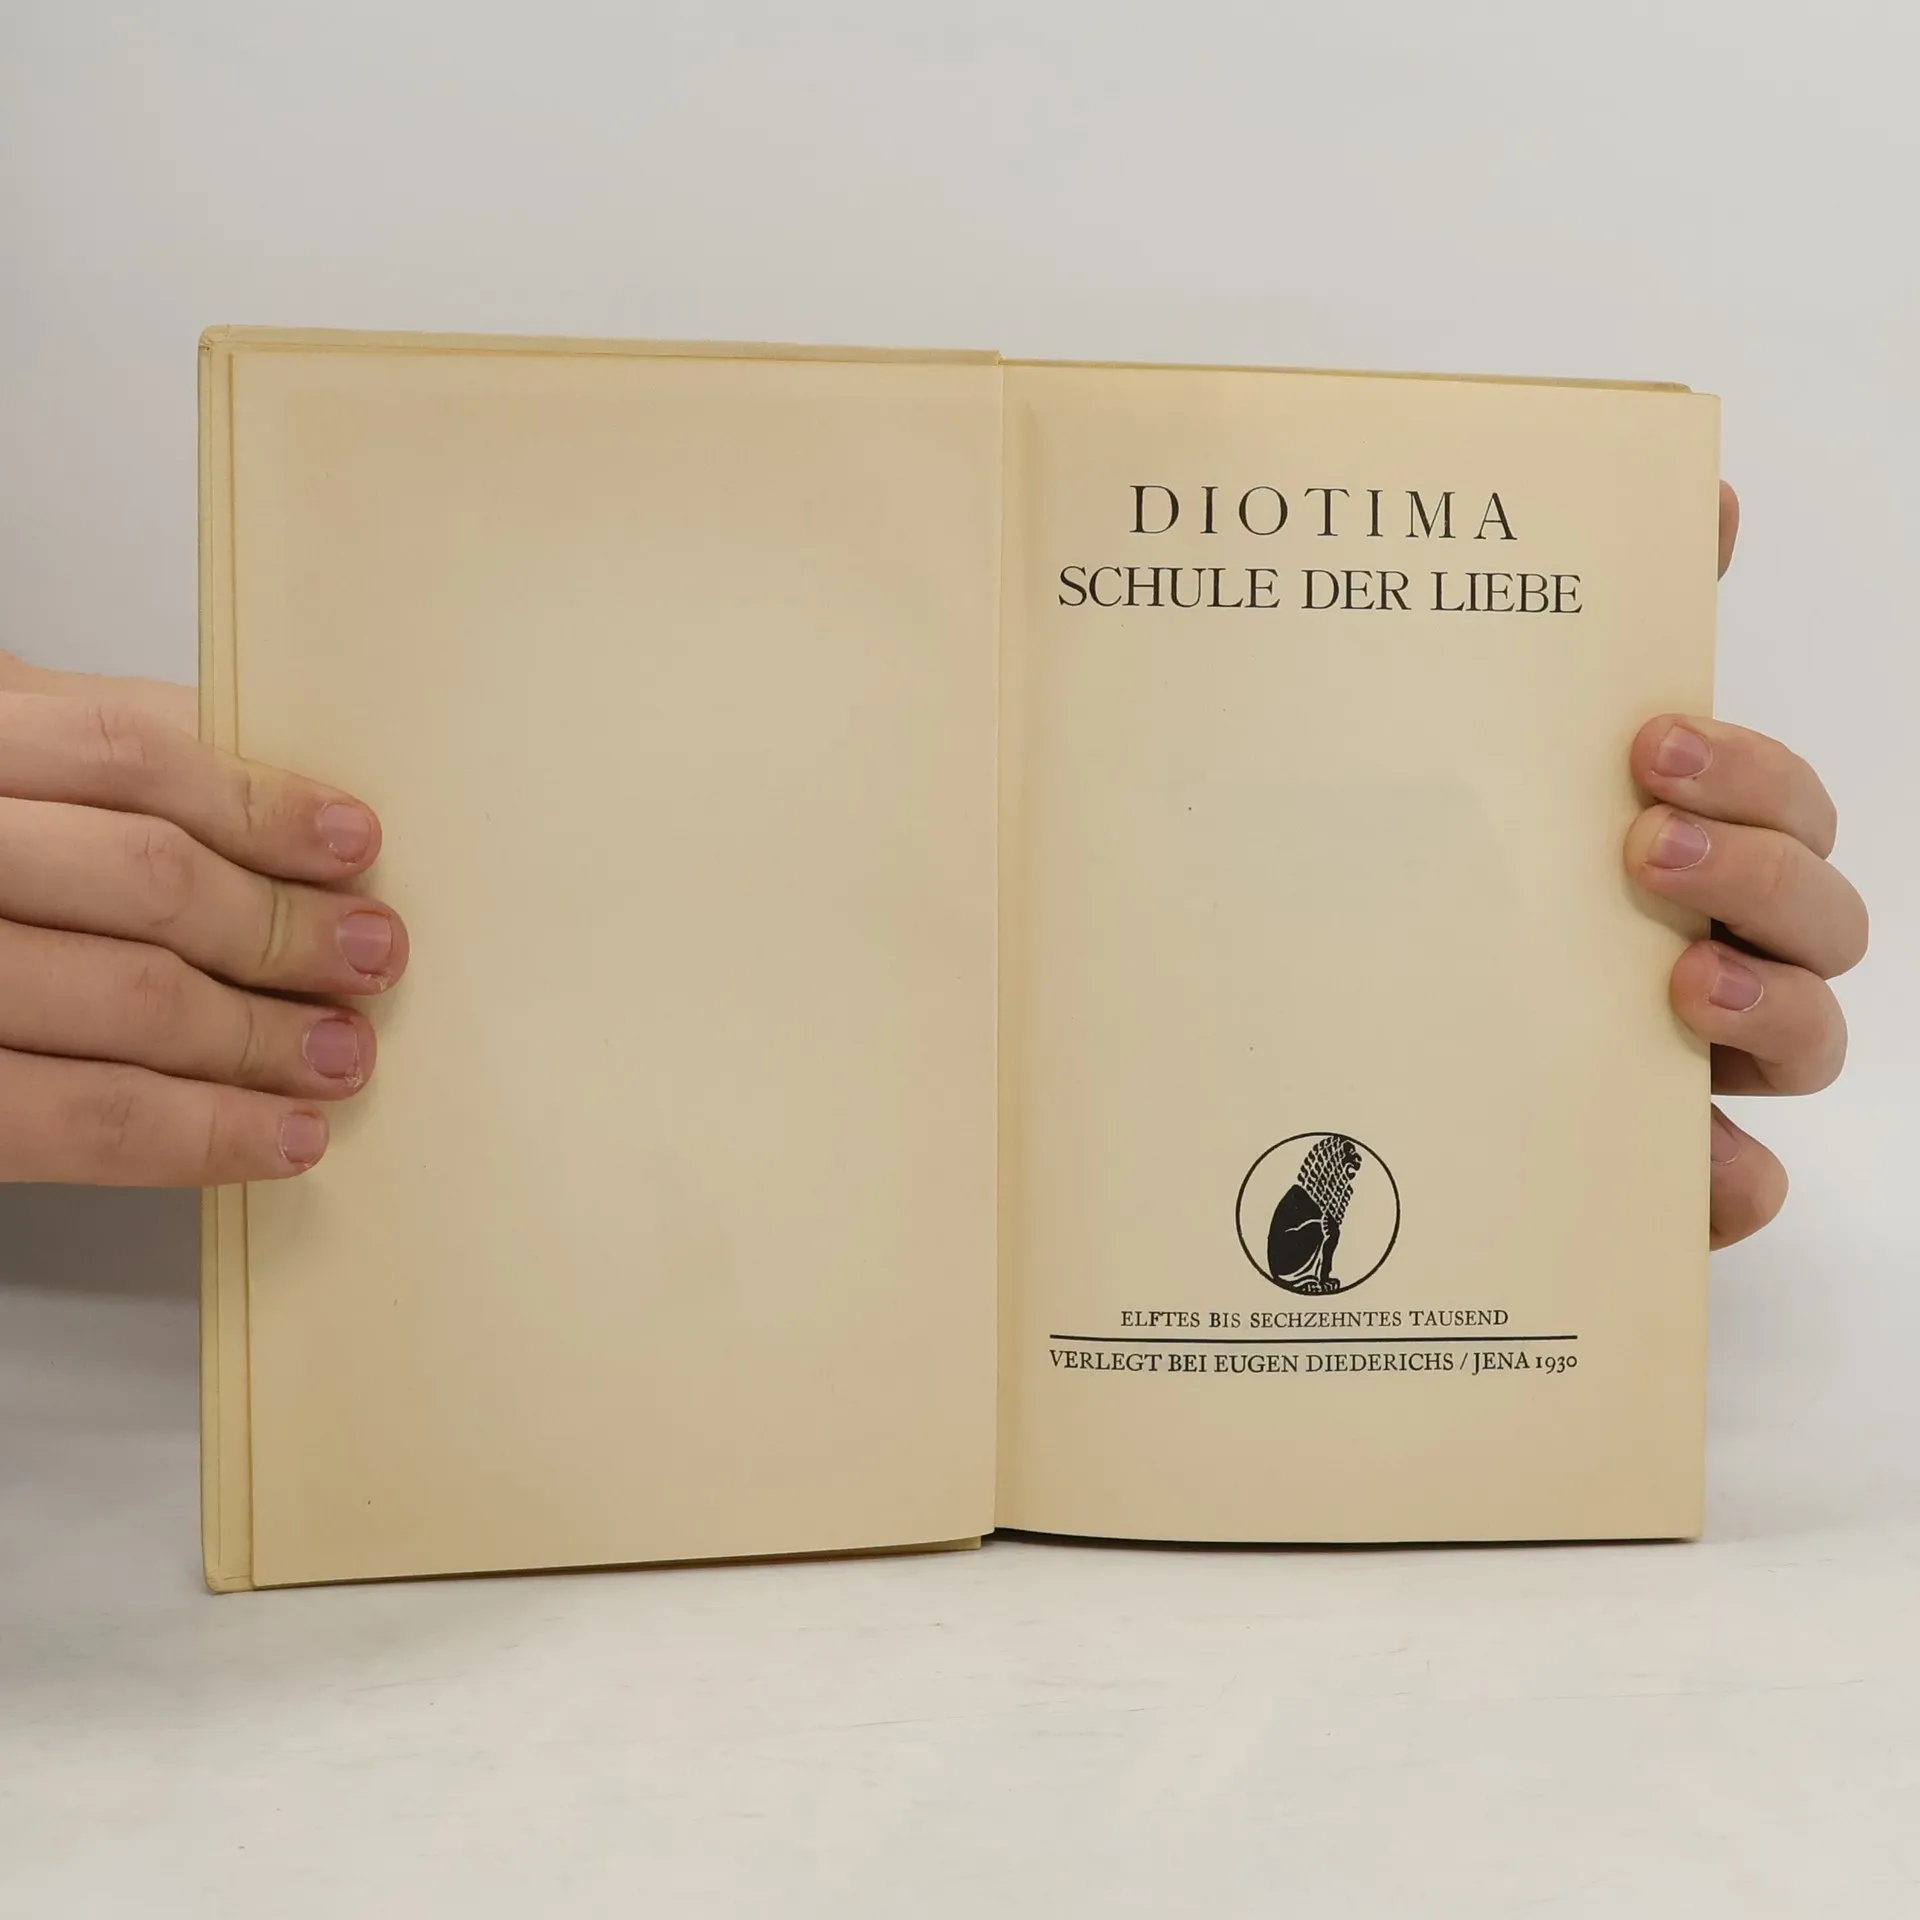 DIOTIMA
SCHULE DER LIEBE
ELFTES BIS SECHZEHNTES TAUSEND
VERLEGT BEI EUGEN DIEDERICHS / JENA 1930